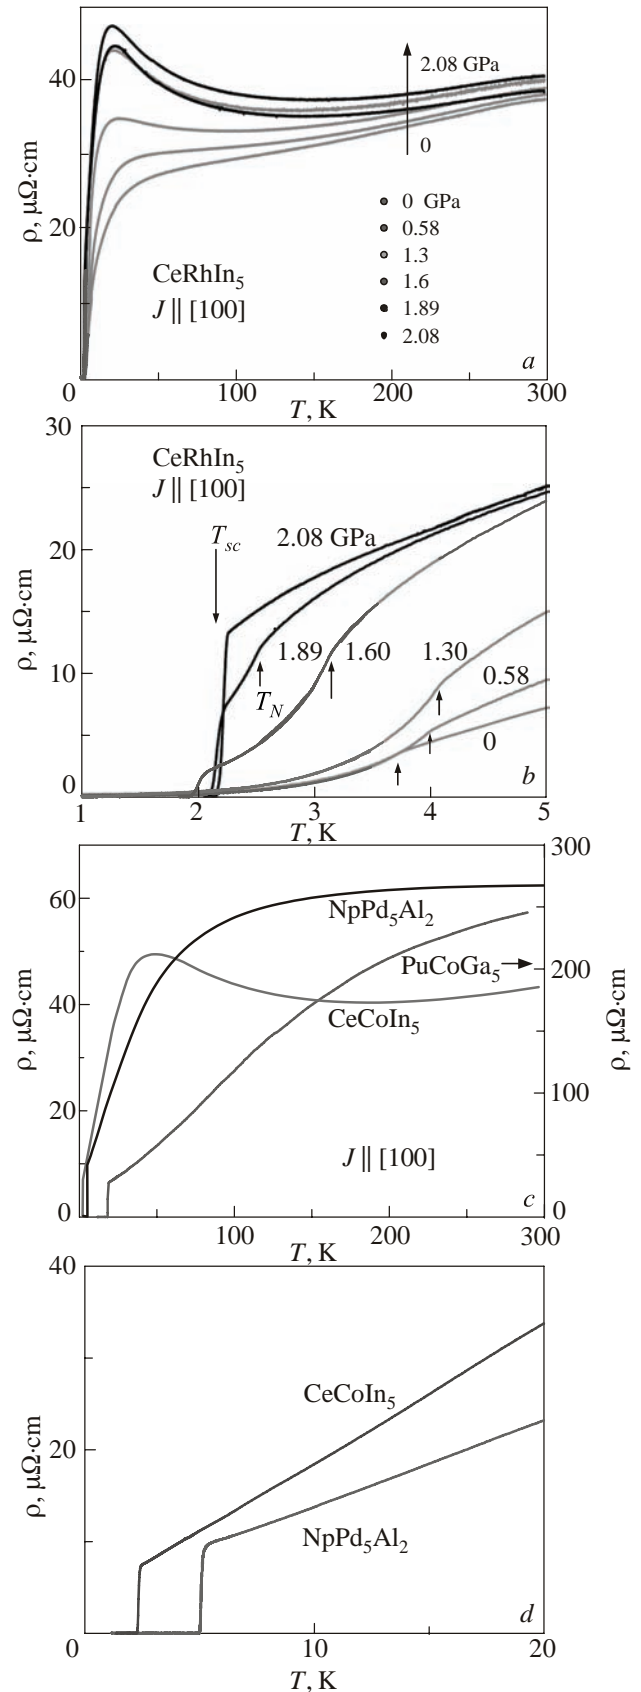 40
20
0
ρ, μΩ·cm
2.08 GPa
0
0 GPa
0.58
1.3
1.6
1.89
2.08
CeRhIn5
J || [100]
a
100
200
300
T, K
30
20
10
0
ρ, μΩ·cm
CeRhIn5
J || [100]
Tsc
2.08 GPa
1.89
1.60
1.30
0.58
0
TN
b
1
2
3
4
5
T, K
60
40
20
0
ρ, μΩ·cm
300
200
100
0
ρ, μΩ·cm
NpPd5Al2
PuCoGa5
CeCoIn5
J || [100]
c
100
200
300
T, K
40
20
0
ρ, μΩ·cm
CeCoIn5
NpPd5Al2
d
10
20
T, K